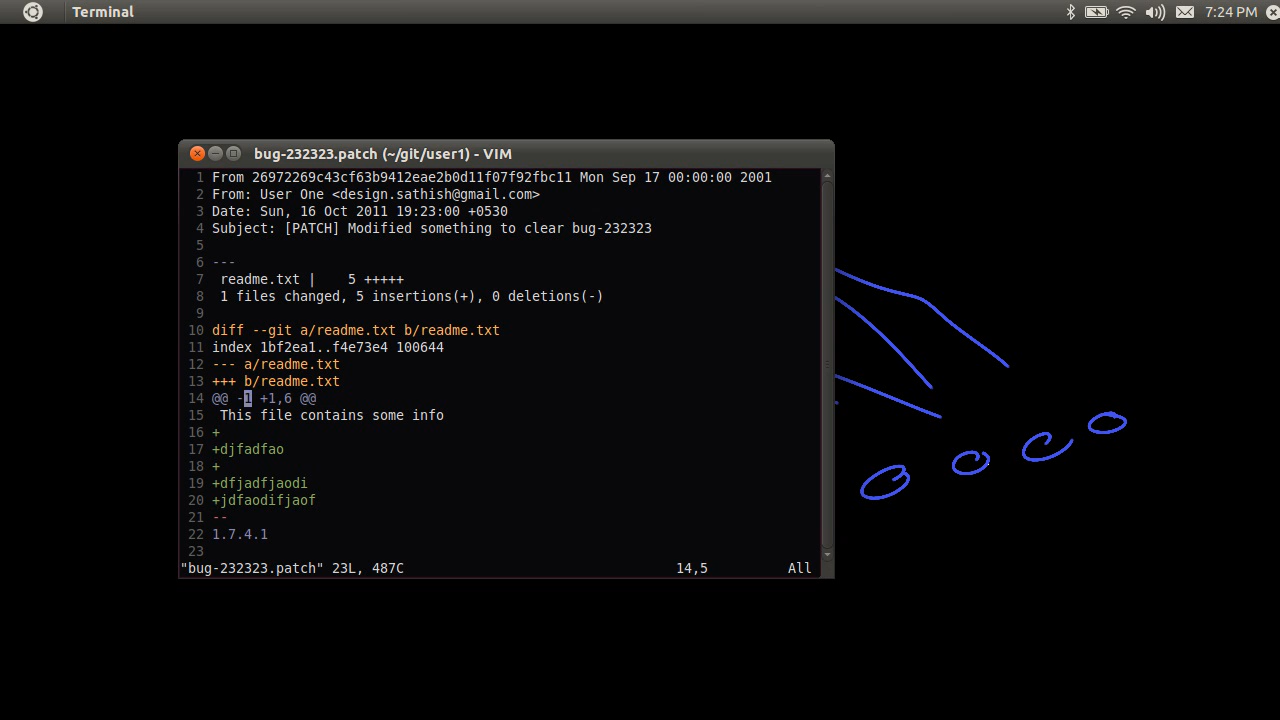 Terminal
7:24 PM
bug-232323.patch (~/git/user1) - VIM
1 From 26972269c43cf63b9412eae2b0d11f07f92fbc11 Mon Sep 17 00:00:00 2001
2 From: User One <design.sathish@gmail.com>
3 Date: Sun, 16 Oct 2011 19:23:00 +0530
4 Subject: [PATCH] Modified something to clear bug-232323
5
6 ---
7 readme.txt |    5 +++++
8 1 files changed, 5 insertions(+), 0 deletions(-)
9
10 diff --git a/readme.txt b/readme.txt
11 index 1bf2ea1..f4e73e4 100644
12 --- a/readme.txt
13 +++ b/readme.txt
14 @@ -1 +1,6 @@
15 This file contains some info
16 +
17 +djfadfao
18 +
19 +dfjadfjaodi
20 +jdfaodifjaof
21 --
22 1.7.4.1
23
"bug-232323.patch" 23L, 487C 14,5 All